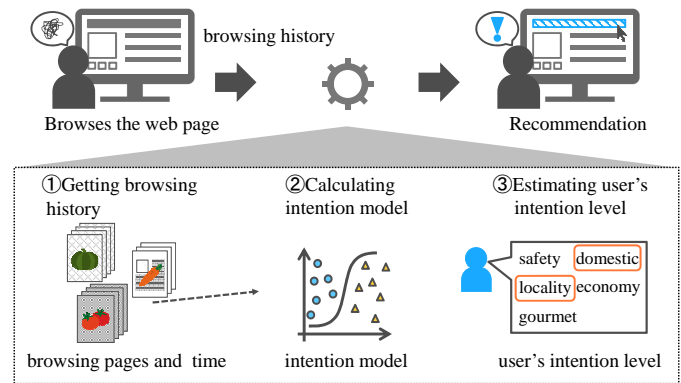 browsing history
Browses the web page
Recommendation
①Getting browsing
history
②Calculating
intention model
③Estimating user's
intention level
safety domestic
locality economy
gourmet
browsing pages and time
intention model
user's intention level